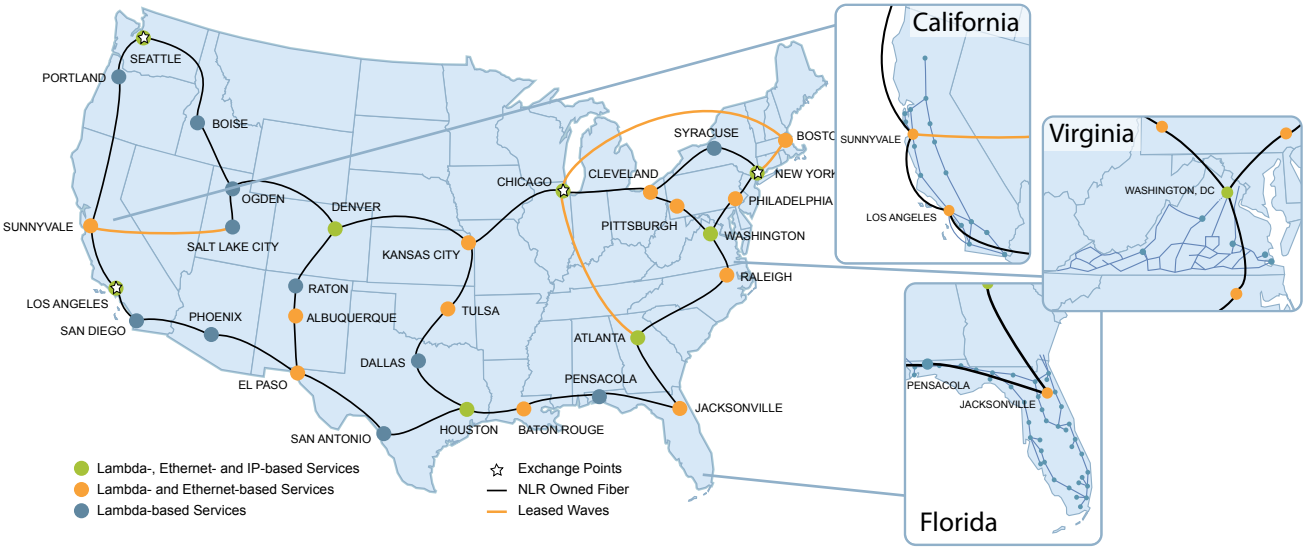 SEATTLE
PORTLAND
BOISE
OGDEN
SALT LAKE CITY
SUNNYVALE
LOS ANGELES
SAN DIEGO
PHOENIX
DENVER
RATON
ALBUQUERQUE
EL PASO
KANSAS CITY
TULSA
DALLAS
SAN ANTONIO
HOUSTON
BATON ROUGE
PENSACOLA
JACKSONVILLE
ATLANTA
RALEIGH
WASHINGTON
PHILADELPHIA
PITTSBURGH
CLEVELAND
CHICAGO
SYRACUSE
BOSTC
NEW YORK
California
SUNNYVALE
LOS ANGELES
Virginia
WASHINGTON, DC
PENSACOLA
JACKSONVILLE
Florida
Lambda-, Ethernet- and IP-based Services
Lambda- and Ethernet-based Services
Lambda-based Services
Exchange Points
NLR Owned Fiber
Leased Waves